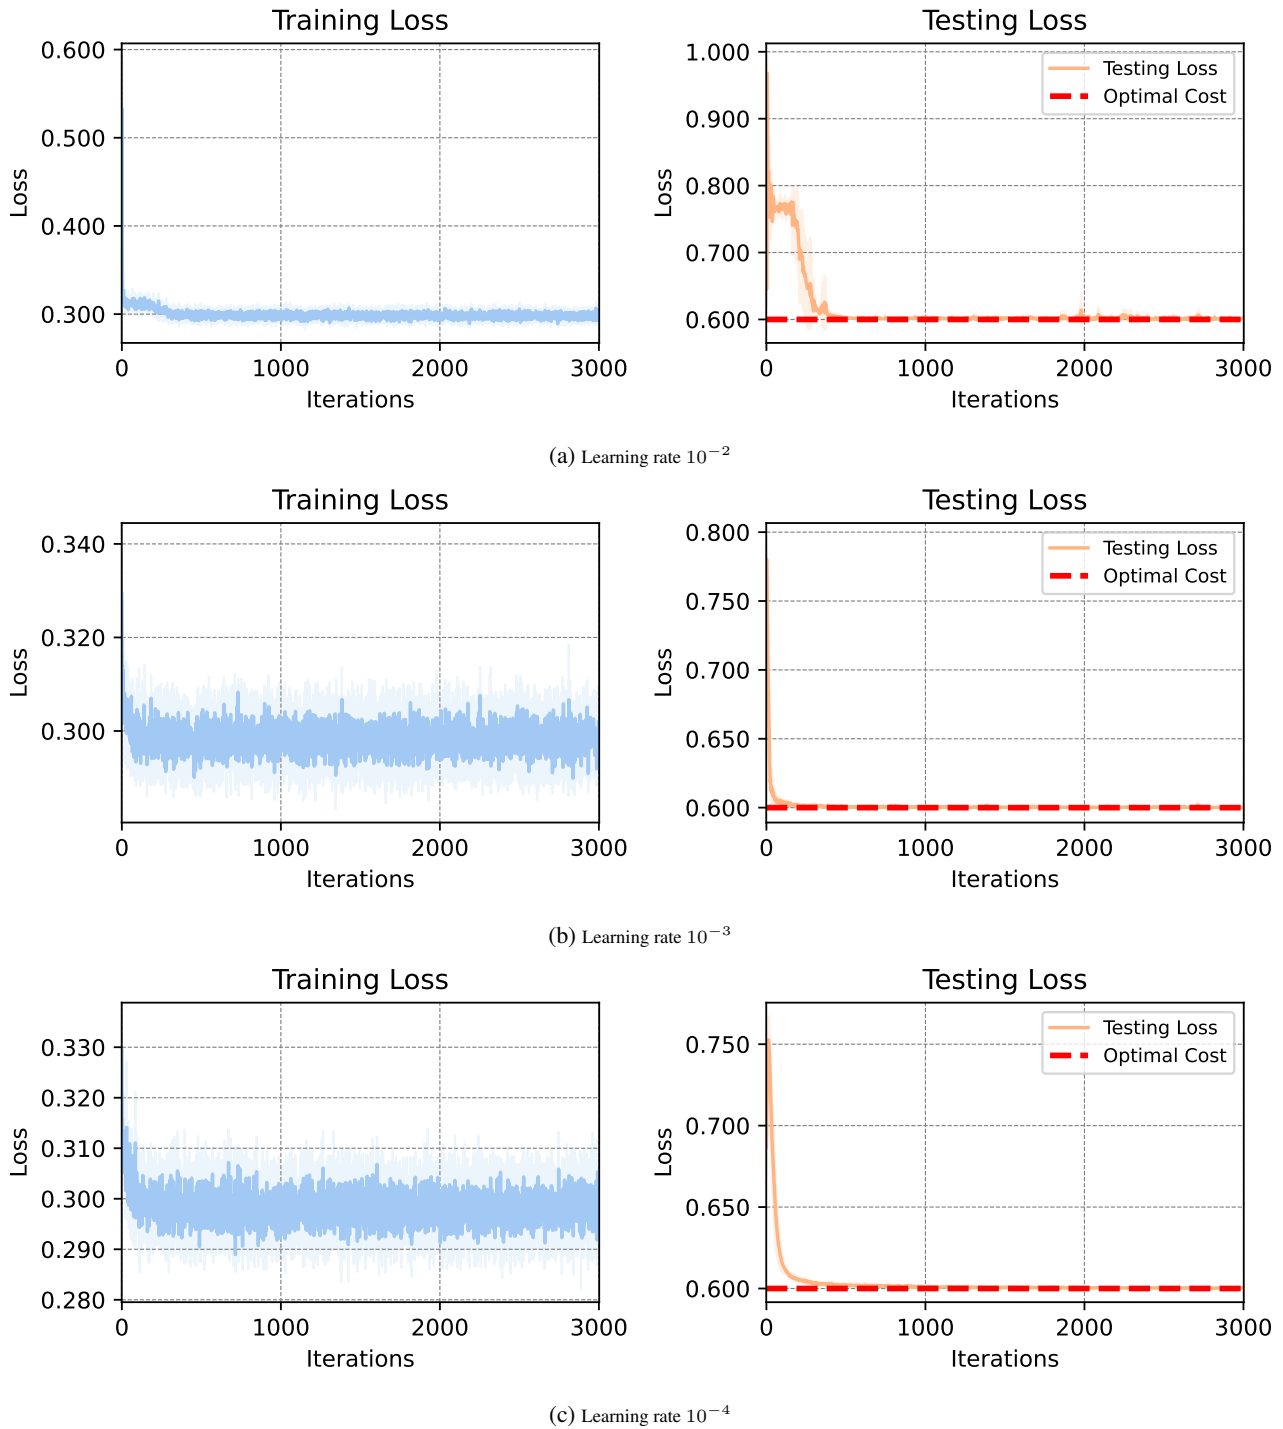 Training Loss
0.600
0.500
0.400
0.300
Loss
0 1000 2000 3000
Iterations
Testing Loss
1.000
0.900
0.800
0.700
0.600
Loss
Testing Loss
Optimal Cost
0 1000 2000 3000
Iterations
(a) Learning rate 10⁻²
Training Loss
0.340
0.320
0.300
Loss
0 1000 2000 3000
Iterations
Testing Loss
0.800
0.750
0.700
0.650
0.600
Loss
Testing Loss
Optimal Cost
0 1000 2000 3000
Iterations
(b) Learning rate 10⁻³
Training Loss
0.330
0.320
0.310
0.300
0.290
0.280
Loss
0 1000 2000 3000
Iterations
Testing Loss
0.750
0.700
0.650
0.600
Loss
Testing Loss
Optimal Cost
0 1000 2000 3000
Iterations
(c) Learning rate 10⁻⁴